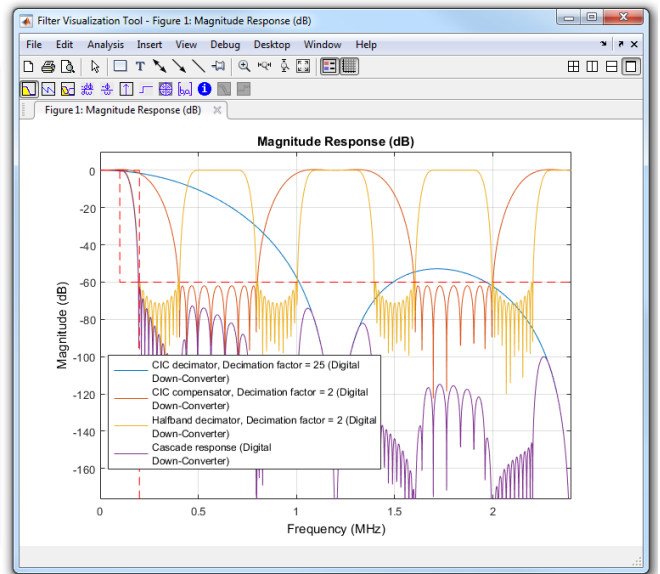 Filter Visualization Tool - Figure 1: Magnitude Response (dB)
File Edit Analysis Insert View Debug Desktop Window Help
Figure 1: Magnitude Response (dB)
Magnitude Response (dB)
0
-20
-40
-60
-80
-100
-120
-140
-160
Magnitude (dB)
CIC decimator, Decimation factor = 25 (Digital
Down-Converter)
CIC compensator, Decimation factor = 2 (Digital
Down-Converter)
Halfband decimator, Decimation factor = 2 (Digital
Down-Converter)
Cascade response (Digital
Down-Converter)
0 0.5 1 1.5 2
Frequency (MHz)